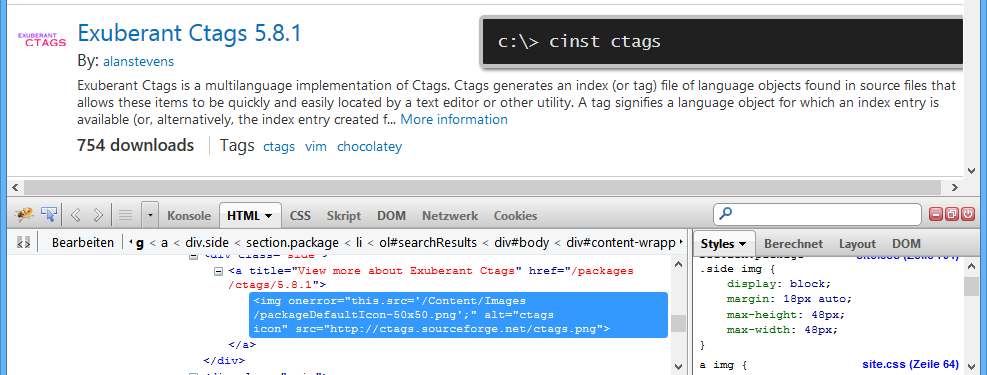 EXUBERANT
CTAGS
Exuberant Ctags 5.8.1
c:\> cinst ctags
By: alanstevens
Exuberant Ctags is a multilanguage implementation of Ctags. Ctags generates an index (or tag) file of language objects found in source files that
allows these items to be quickly and easily located by a text editor or other utility. A tag signifies a language object for which an index entry is
available (or, alternatively, the index entry created f... More information
754 downloads Tags ctags vim chocolatey
Konsole HTML CSS Skript DOM Netzwerk Cookies
Bearbeiten g < a < div.side < section.package < li < ol#searchResults < div#body < div#content-wrapp
Styles Berechnet Layout DOM
<div class="side">
<a title="View more about Exuberant Ctags" href="/packages
/ctags/5.8.1">
<img onerror="this.src='/Content/Images
/packageDefaultIcon-50x50.png';" alt="ctags
icon" src="http://ctags.sourceforge.net/ctags.png">
</a>
</div>
section.package
.side img {
display: block;
margin: 18px auto;
max-height: 48px;
max-width: 48px;
}
a img {
site.css (Zeile 64)